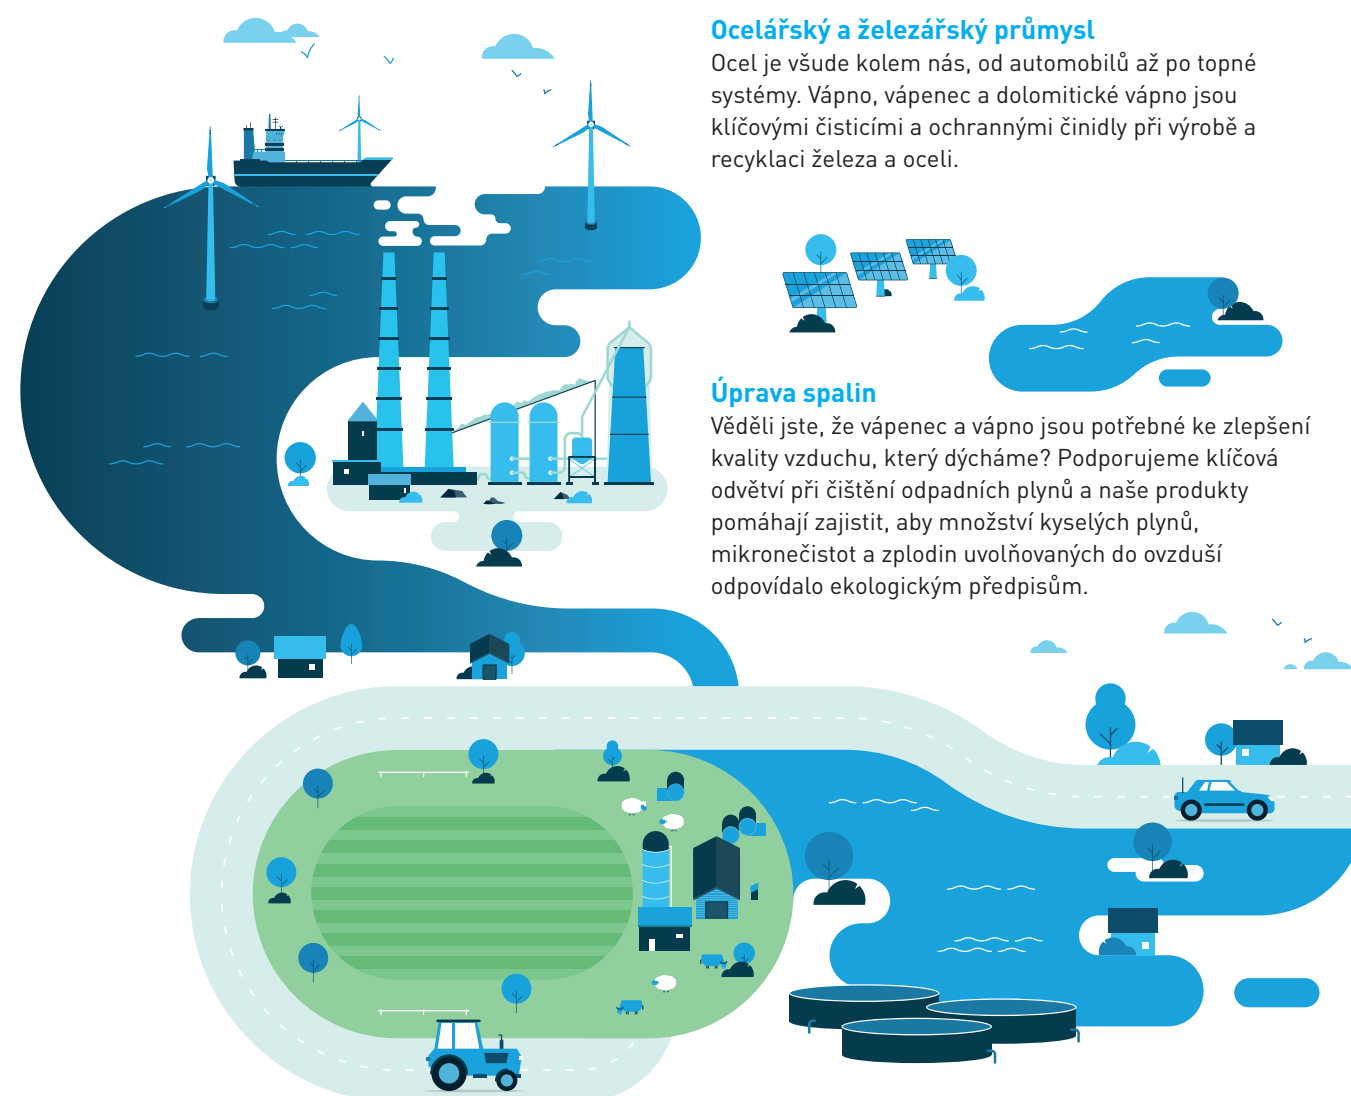 Ocelářský a železářský průmysl
Ocel je všude kolem nás, od automobilů až po topné
systémy. Vápno, vápenec a dolomitické vápno jsou
klíčovými čisticími a ochrannými činidly při výrobě a
recyklaci železa a oceli.
Úprava spalin
Věděli jste, že vápenec a vápno jsou potřebné ke zlepšení
kvality vzduchu, který dýcháme? Podporujeme klíčová
odvětví při čištění odpadních plynů a naše produkty
pomáhají zajistit, aby množství kyselých plynů,
mikronečistot a zplodin uvolňovaných do ovzduší
odpovídalo ekologickým předpisům.